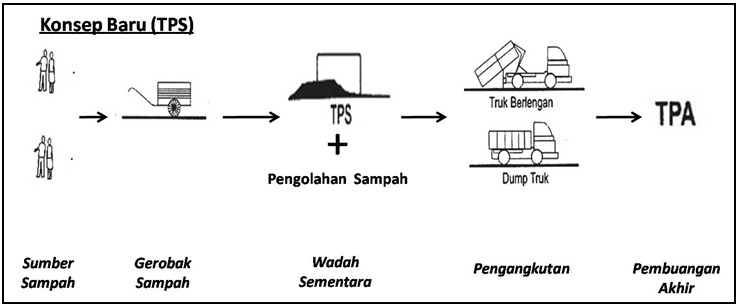 Konsep Baru (TPS)
TPS
+
Pengolahan Sampah
Truk Berlengan
Dump Truk
TPA
Sumber
Sampah
Gerobak
Sampah
Wadah
Sementara
Pengangkutan
Pembuangan
Akhir